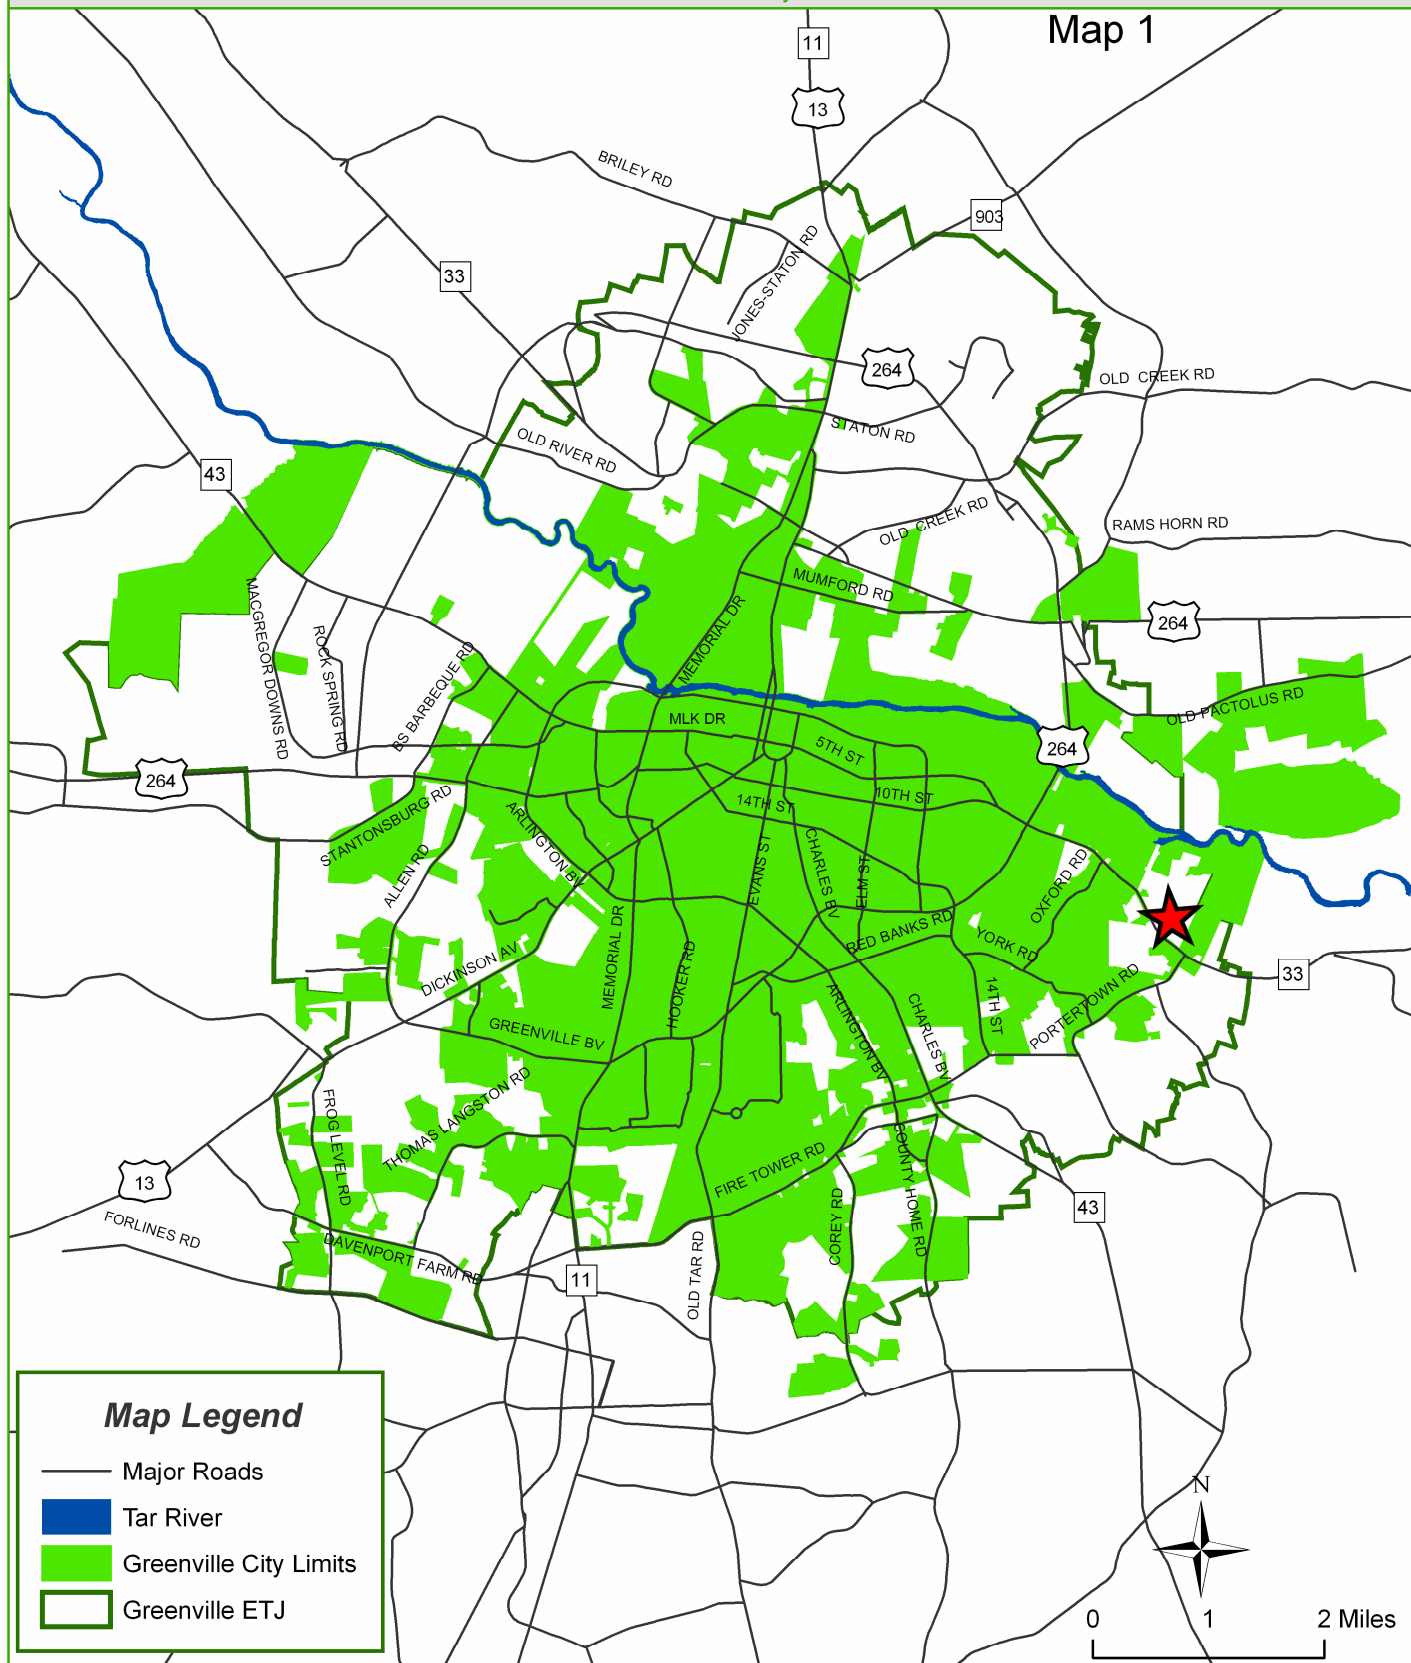 Map 1
11
13
BRILEY RD
903
JONES-STATON RD
33
264
OLD CREEK RD
STATON RD
OLD RIVER RD
43
OLD CREEK RD
RAMS HORN RD
MUMFORD RD
MACGREGOR DOWNS RD
ROCK SPRING RD
BS BARBEQUE RD
MEMORIAL DR
264
OLD PACTOLUS RD
MLK DR
5TH ST
264
264
STANTONSBURG RD
ARLINGTON BV
14TH ST
10TH ST
ALLEN RD
EVANS ST
CHARLES BV
ELM ST
OXFORD RD
RED BANKS RD
YORK RD
MEMORIAL DR
HOOKER RD
DICKINSON AV
33
PORTERTOWN RD
14TH ST
ARLINGTON BV
CHARLES BV
GREENVILLE BV
FROG LEVEL RD
THOMAS LANGSTON RD
COUNTY HOME RD
FIRE TOWER RD
13
COREY RD
43
FORLINES RD
DAVENPORT FARM RD
OLD TAR RD
11
Map Legend
Major Roads
Tar River
Greenville City Limits
Greenville ETJ
N
0 1 2 Miles